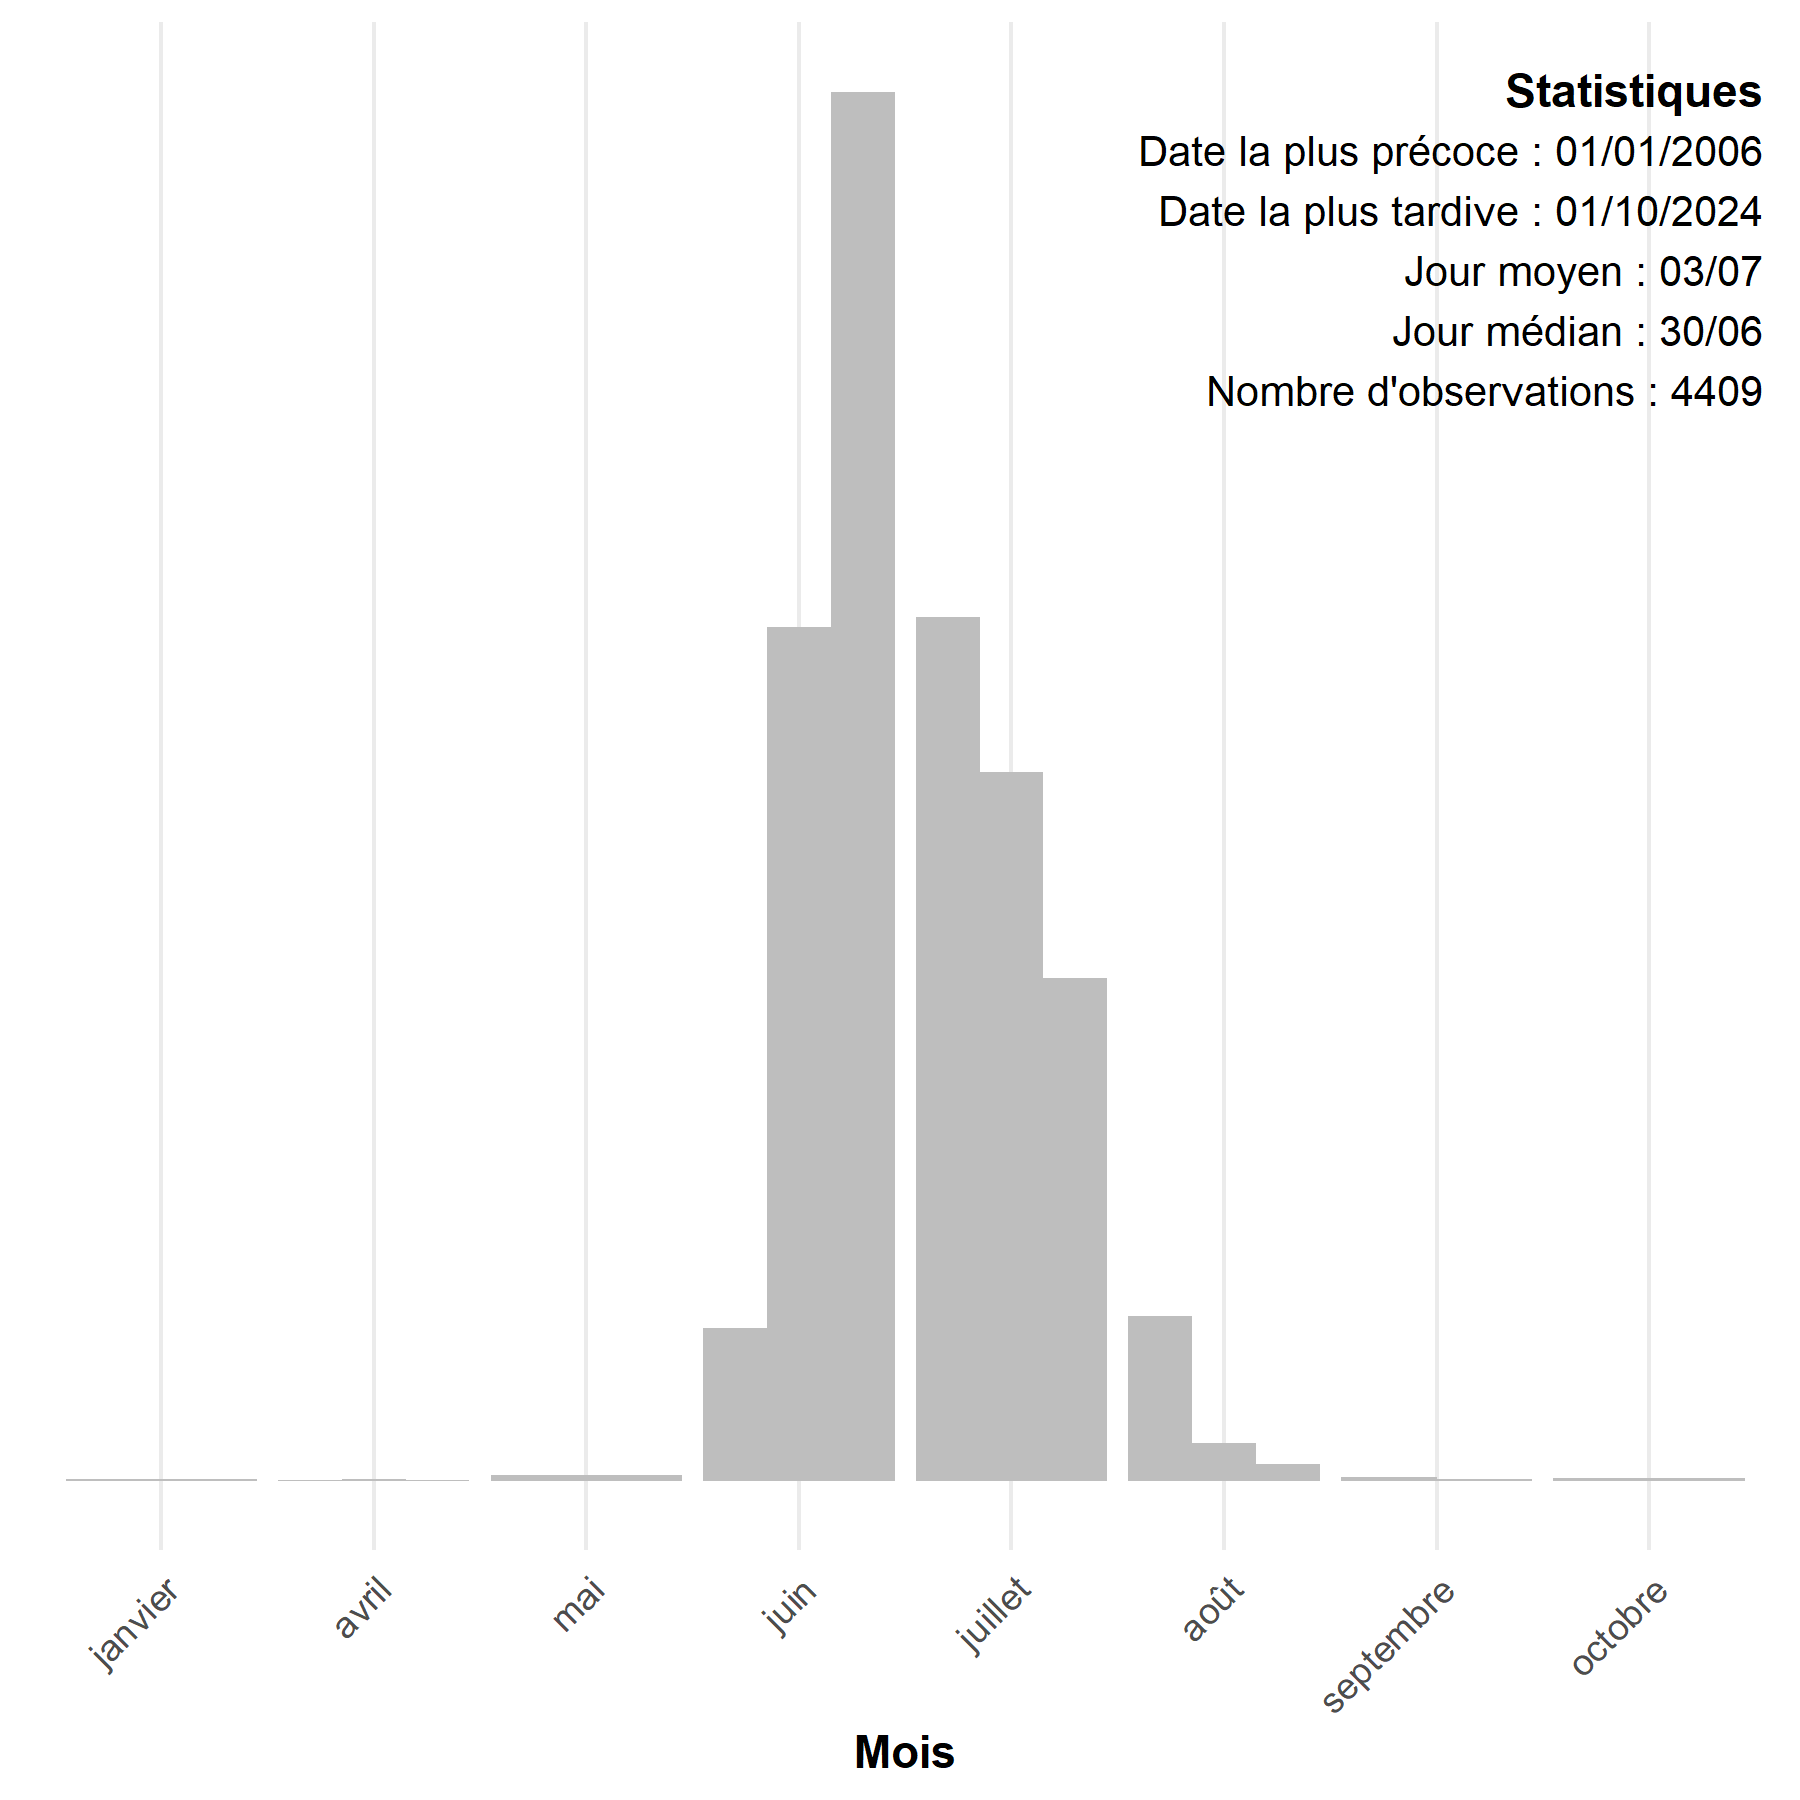 Statistiques
Date la plus précoce : 01/01/2006
Date la plus tardive : 01/10/2024
Jour moyen : 03/07
Jour médian : 30/06
Nombre d'observations : 4409
janvier
avril
mai
juin
juillet
août
septembre
octobre
Mois